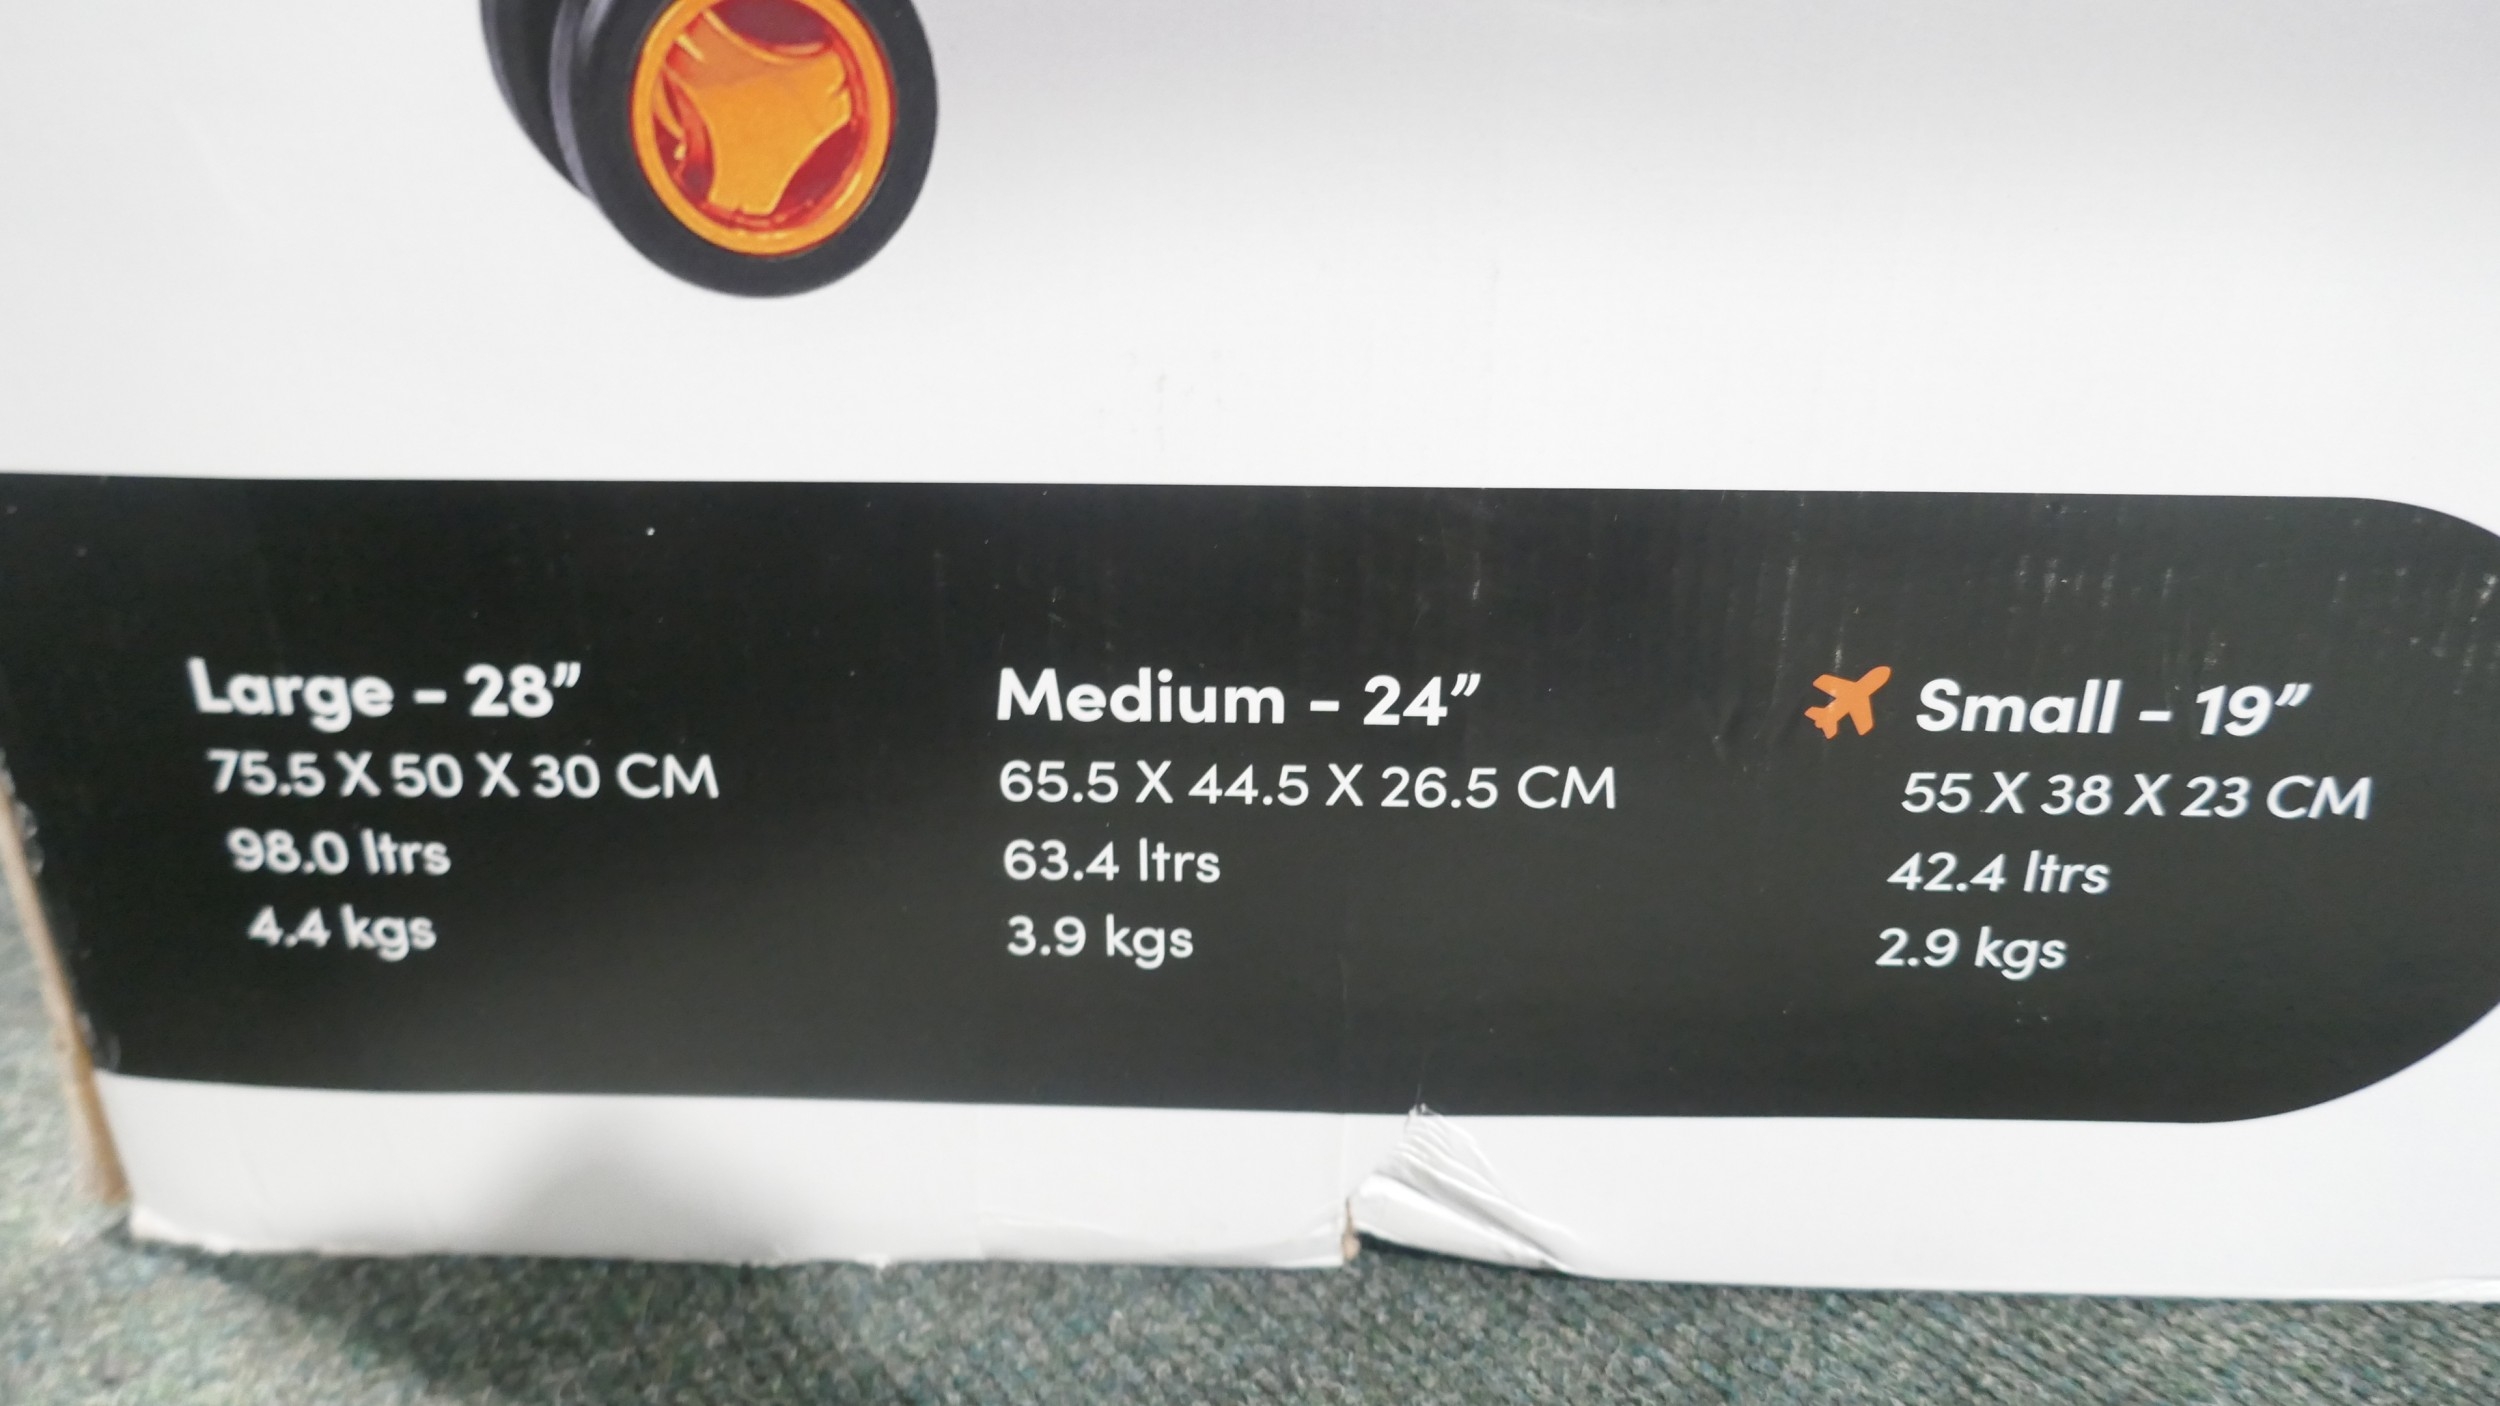 Large - 28”
75.5 X 50 X 30 CM
98.0 ltrs
4.4 kgs
Medium - 24”
65.5 X 44.5 X 26.5 CM
63.4 ltrs
3.9 kgs
Small - 19”
55 X 38 X 23 CM
42.4 ltrs
2.9 kgs